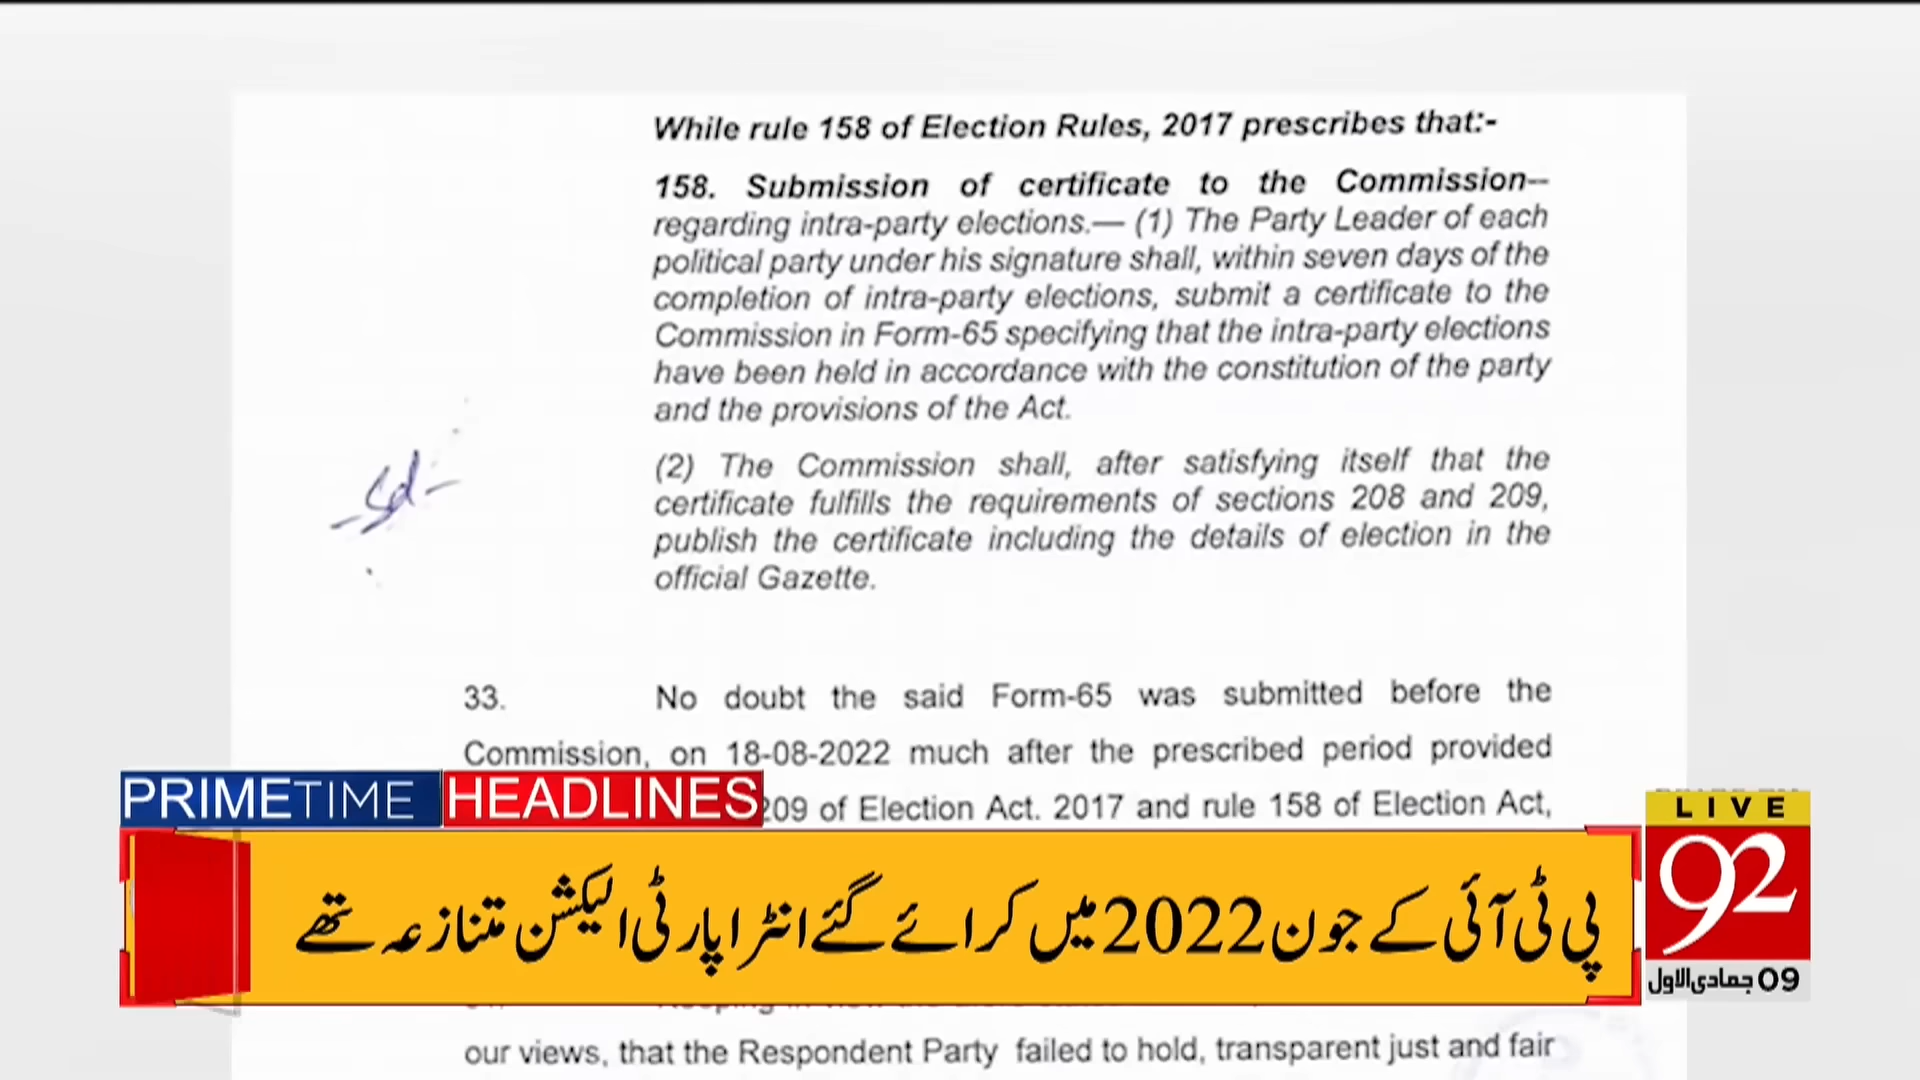 While rule 158 of Election Rules, 2017 prescribes that:-
158. Submission of certificate to the Commission–
regarding intra-party elections.— (1) The Party Leader of each
political party under his signature shall, within seven days of the
completion of intra-party elections, submit a certificate to the
Commission in Form-65 specifying that the intra-party elections
have been held in accordance with the constitution of the party
and the provisions of the Act.
(2) The Commission shall, after satisfying itself that the
certificate fulfills the requirements of sections 208 and 209,
publish the certificate including the details of election in the
official Gazette.
-Sd-
33. No doubt the said Form-65 was submitted before the
Commission, on 18-08-2022 much after the prescribed period provided
209 of Election Act. 2017 and rule 158 of Election Act,
PRIMETIME HEADLINES
پی ٹی آئی کے جون 2022 میں کرائے گئے انٹرا پارٹی الیکشن متنازعہ تھے
LIVE
92
09 جمادی الاول
our views, that the Respondent Party failed to hold, transparent just and fair